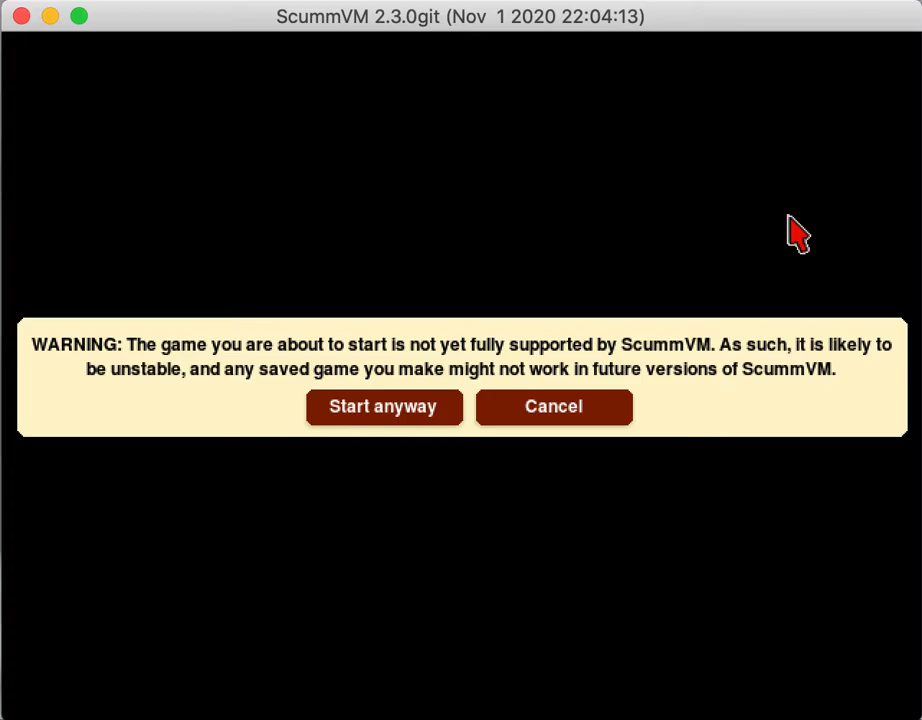 ScummVM 2.3.0git (Nov  1 2020 22:04:13)
WARNING: The game you are about to start is not yet fully supported by ScummVM. As such, it is likely to
be unstable, and any saved game you make might not work in future versions of ScummVM.
Start anyway Cancel